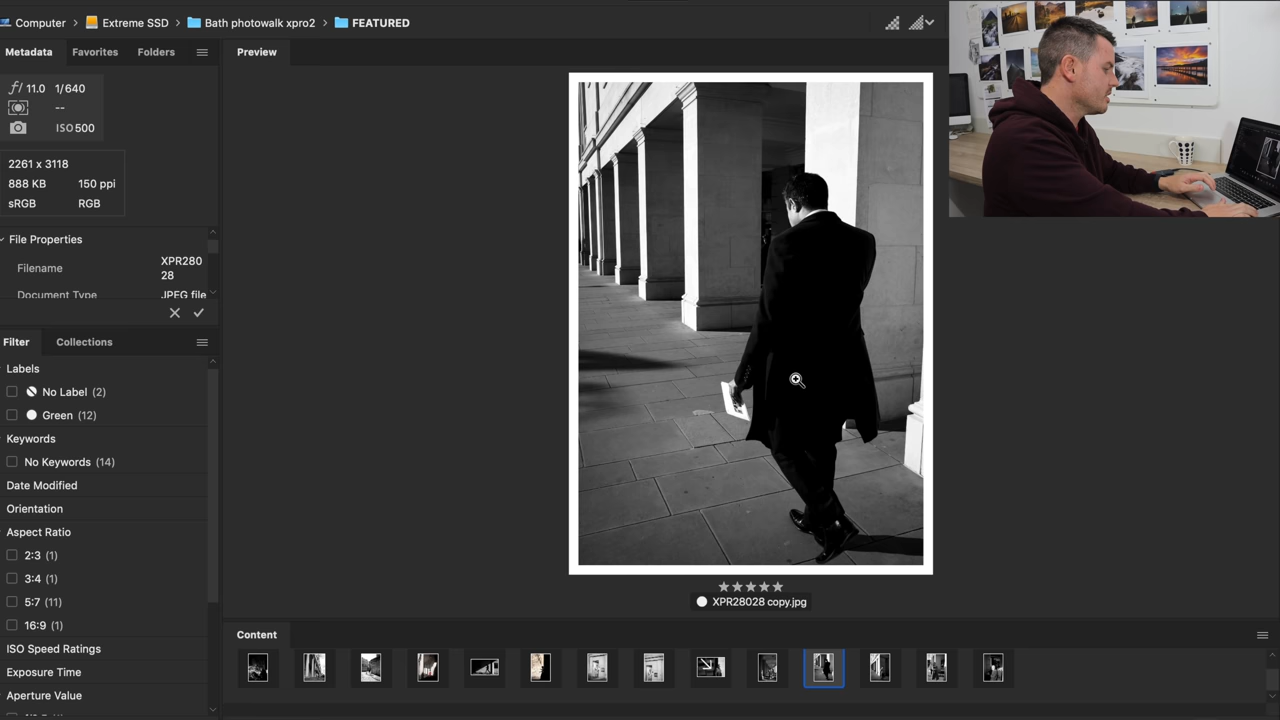 Computer > Extreme SSD > Bath photowalk xpro2 > FEATURED
Metadata Favorites Folders
Preview
ƒ/ 11.0 1/640
--
ISO500
2261 x 3118
888 KB 150 ppi
sRGB RGB
File Properties
Filename XPR280
28
Document Type JPEG file
Filter Collections
Labels
No Label (2)
Green (12)
Keywords
No Keywords (14)
Date Modified
Orientation
Aspect Ratio
2:3 (1)
3:4 (1)
5:7 (11)
16:9 (1)
ISO Speed Ratings
Exposure Time
Aperture Value
XPR28028 copy.jpg
Content